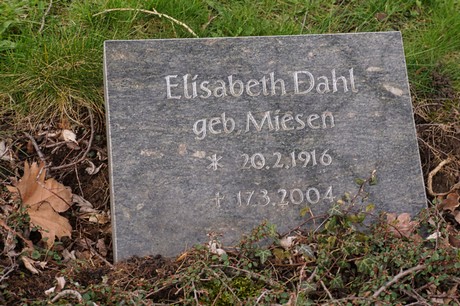 Elisabeth Dahl
geb. Miesen
* 20.2.1916
† 17.3.2004